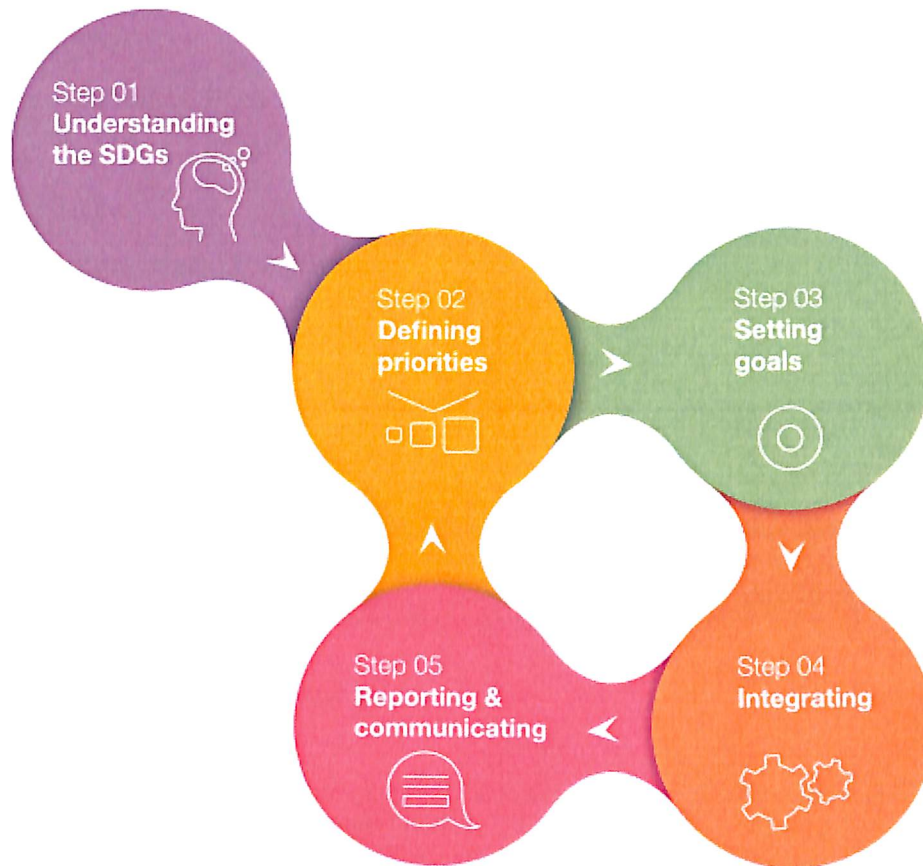 Step 01
Understanding
the SDGs
Step 02
Defining
priorities
Step 03
Setting
goals
Step 04
Integrating
Step 05
Reporting &
communicating